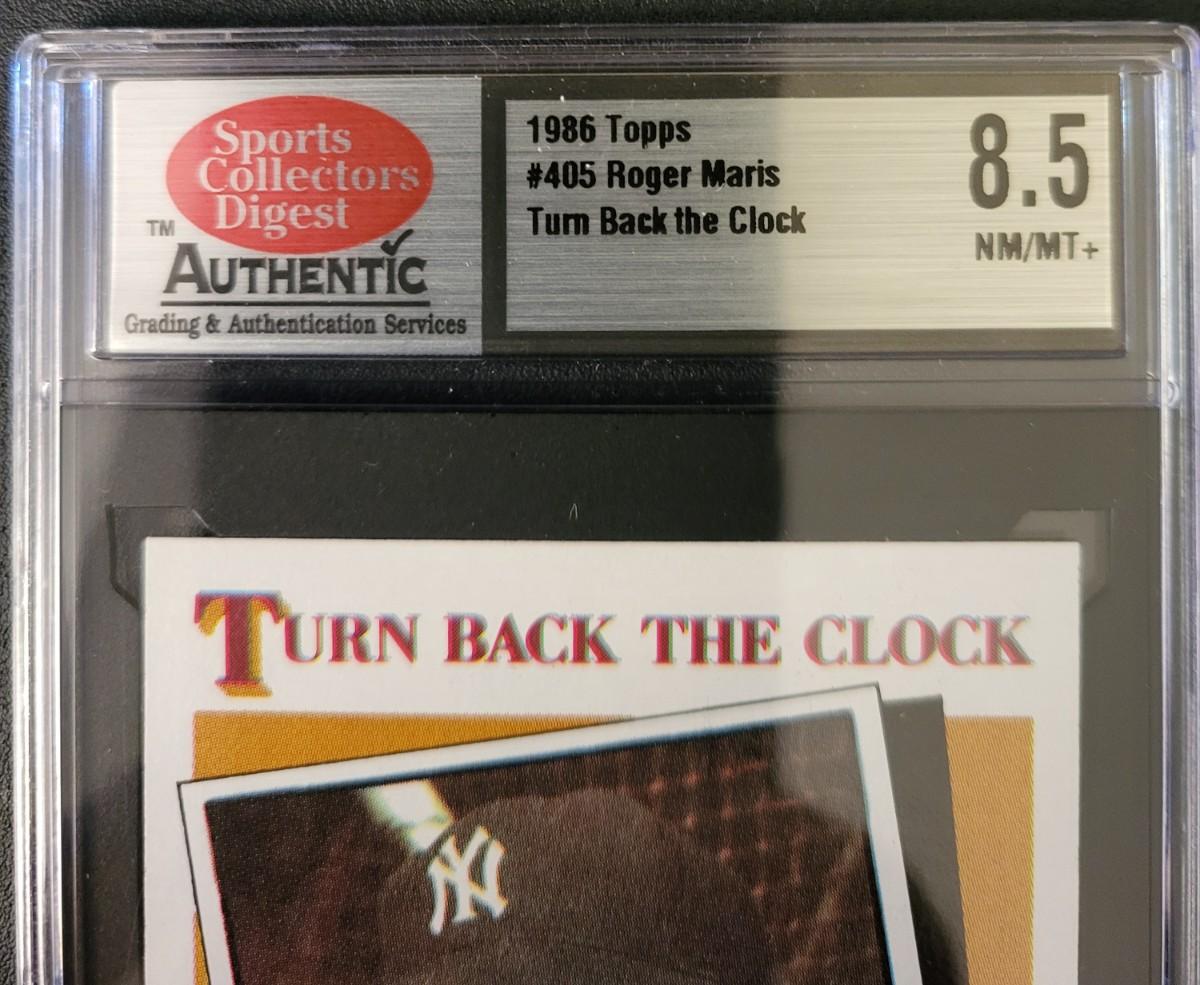 Sports
Collectors
Digest
TM
AUTHENTIC
Grading & Authentication Services
1986 Topps
#405 Roger Maris
Turn Back the Clock
8.5
NM/MT+
TURN BACK THE CLOCK
NY